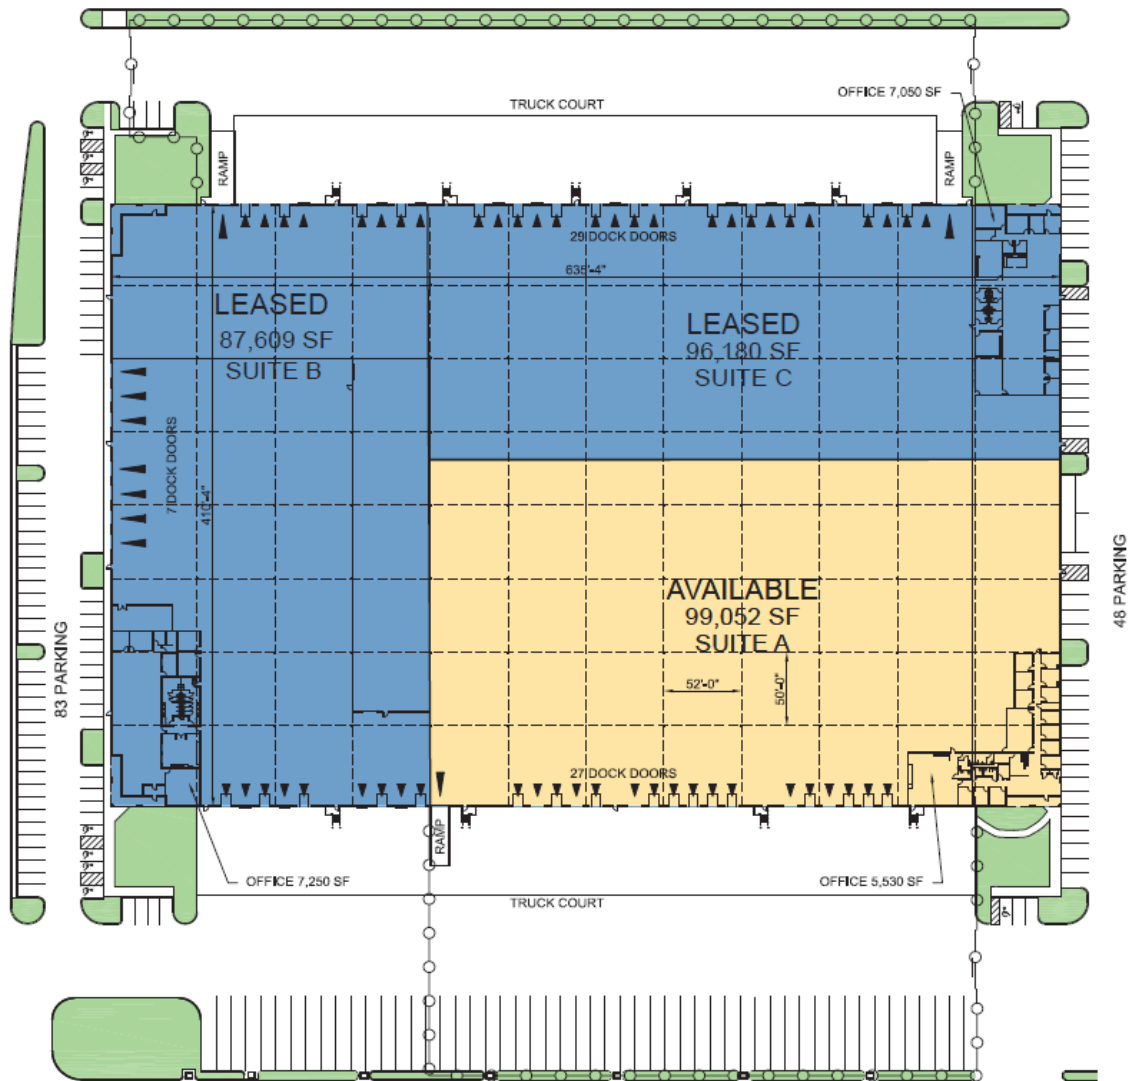 OFFICE 7,050 SF
TRUCK COURT
RAMP
RAMP
29 DOCK DOORS
635'-4"
LEASED
87,609 SF
SUITE B
LEASED
96,180 SF
SUITE C
7 DOCK DOORS
410'-4"
AVAILABLE
99,052 SF
SUITE A
52'-0"
50'-0"
48 PARKING
83 PARKING
27 DOCK DOORS
RAMP
OFFICE 7,250 SF
OFFICE 5,530 SF
TRUCK COURT